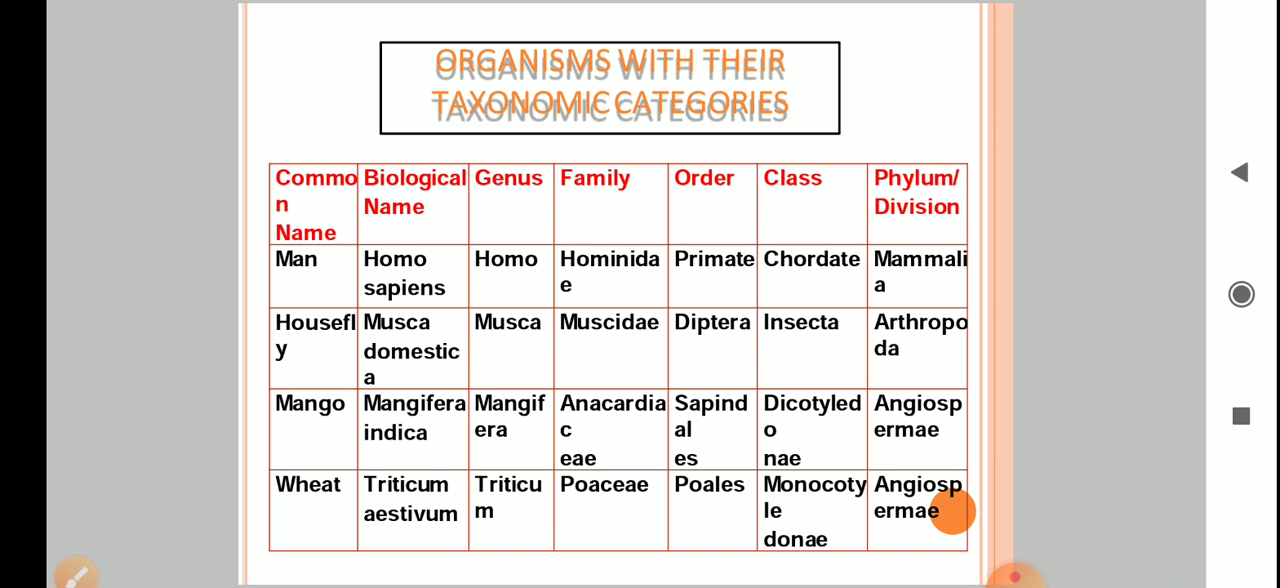 ORGANISMS WITH THEIR
TAXONOMIC CATEGORIES
Commo Biological Genus Family Order Class Phylum/
n Name Division
Name
Man Homo Homo Hominida Primate Chordate Mammali
sapiens e a
Housefl Musca Musca Muscidae Diptera Insecta Arthropo
y domestic da
a
Mango Mangifera Mangif Anacardia Sapind Dicotyled Angiosp
indica era c al o ermae
eae es nae
Wheat Triticum Triticu Poaceae Poales Monocoty Angiosp
aestivum m le ermae
donae